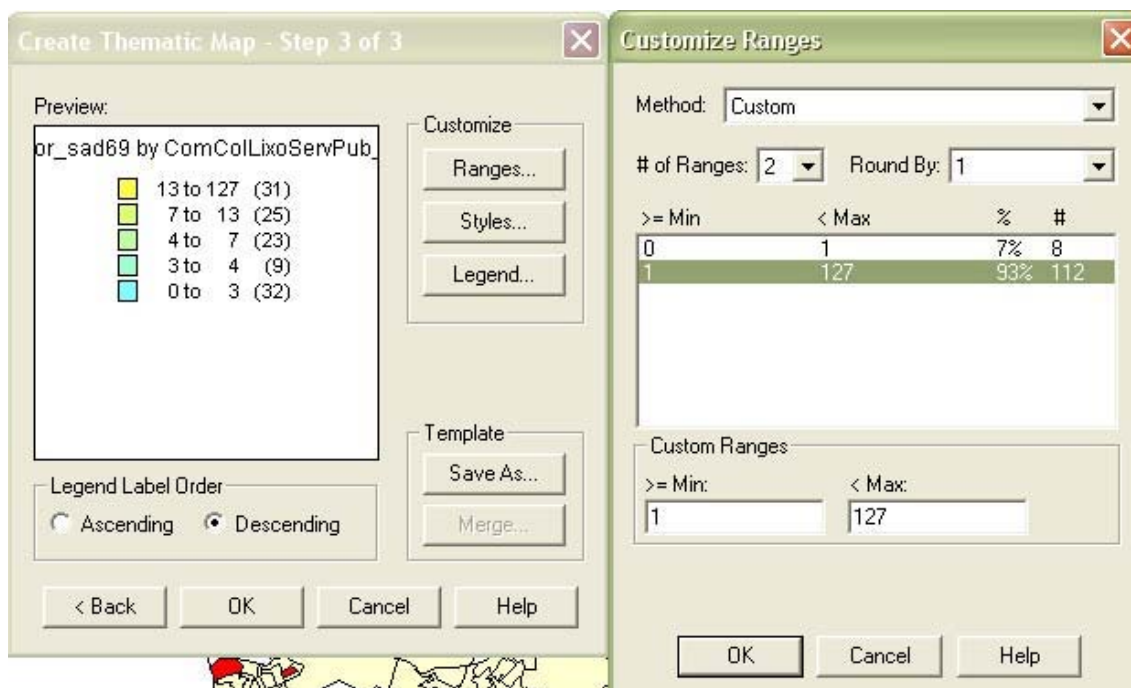 Create Thematic Map - Step 3 of 3
Preview:
or_sad69 by ComColLixoServPub_
13 to 127 (31)
7 to 13 (25)
4 to 7 (23)
3 to 4 (9)
0 to 3 (32)
Customize
Ranges...
Styles...
Legend...
Template
Save As...
Merge...
Legend Label Order
Ascending Descending
< Back OK Cancel Help
Customize Ranges
Method: Custom
# of Ranges: 2 Round By: 1
>= Min < Max % #
0 1 7% 8
1 127 93% 112
Custom Ranges
>= Min: < Max:
1 127
OK Cancel Help